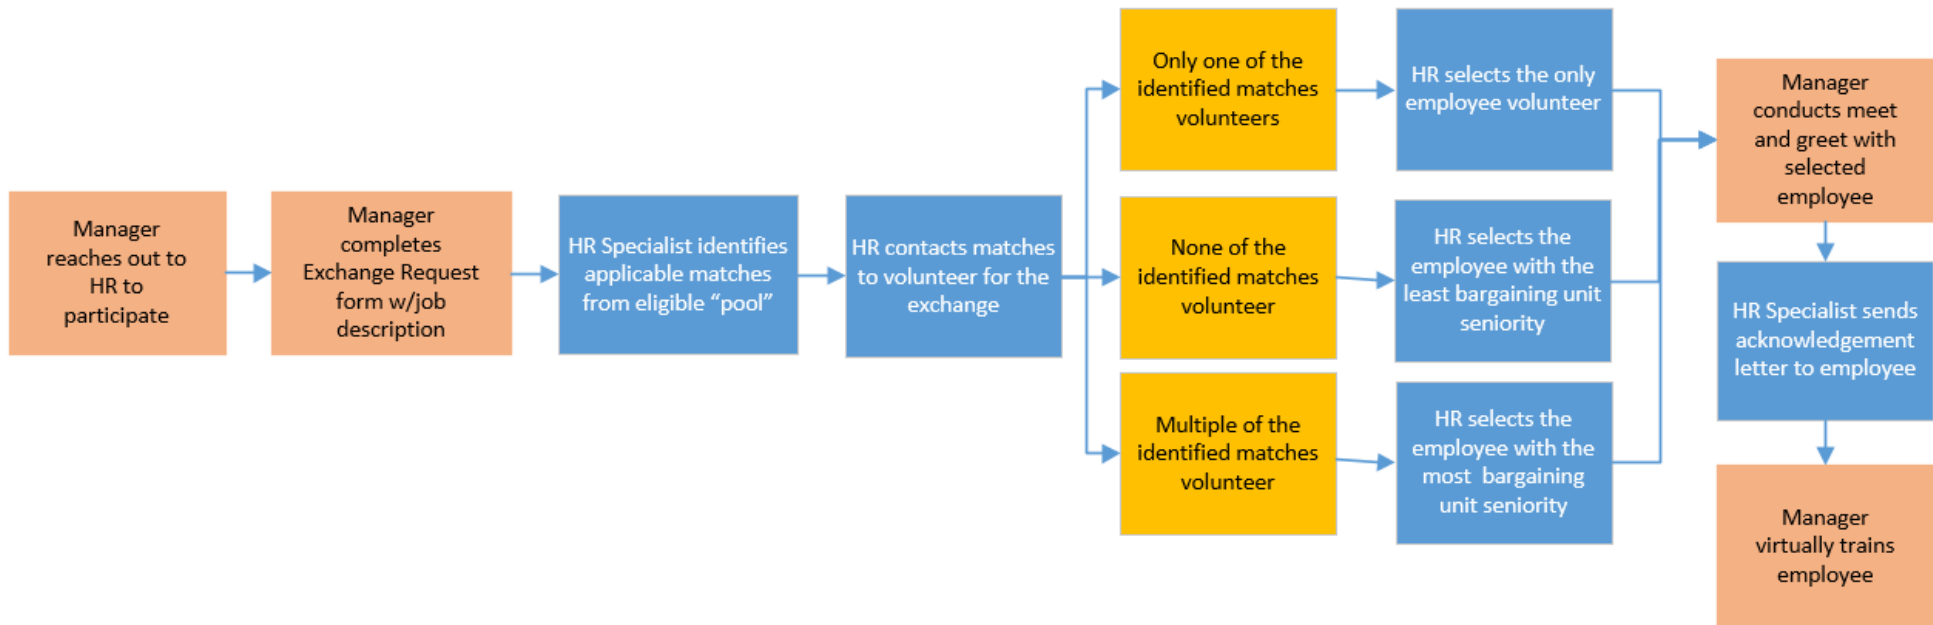 Manager
reaches out to
HR to
participate
Manager
completes
Exchange Request
form w/job
description
HR Specialist identifies
applicable matches
from eligible “pool”
HR contacts matches
to volunteer for the
exchange
Only one of the
identified matches
volunteers
HR selects the only
employee volunteer
None of the
identified matches
volunteer
HR selects the
employee with the
least bargaining unit
seniority
Multiple of the
identified matches
volunteer
HR selects the
employee with the
most bargaining
unit seniority
Manager
conducts meet
and greet with
selected
employee
HR Specialist sends
acknowledgement
letter to employee
Manager
virtually trains
employee